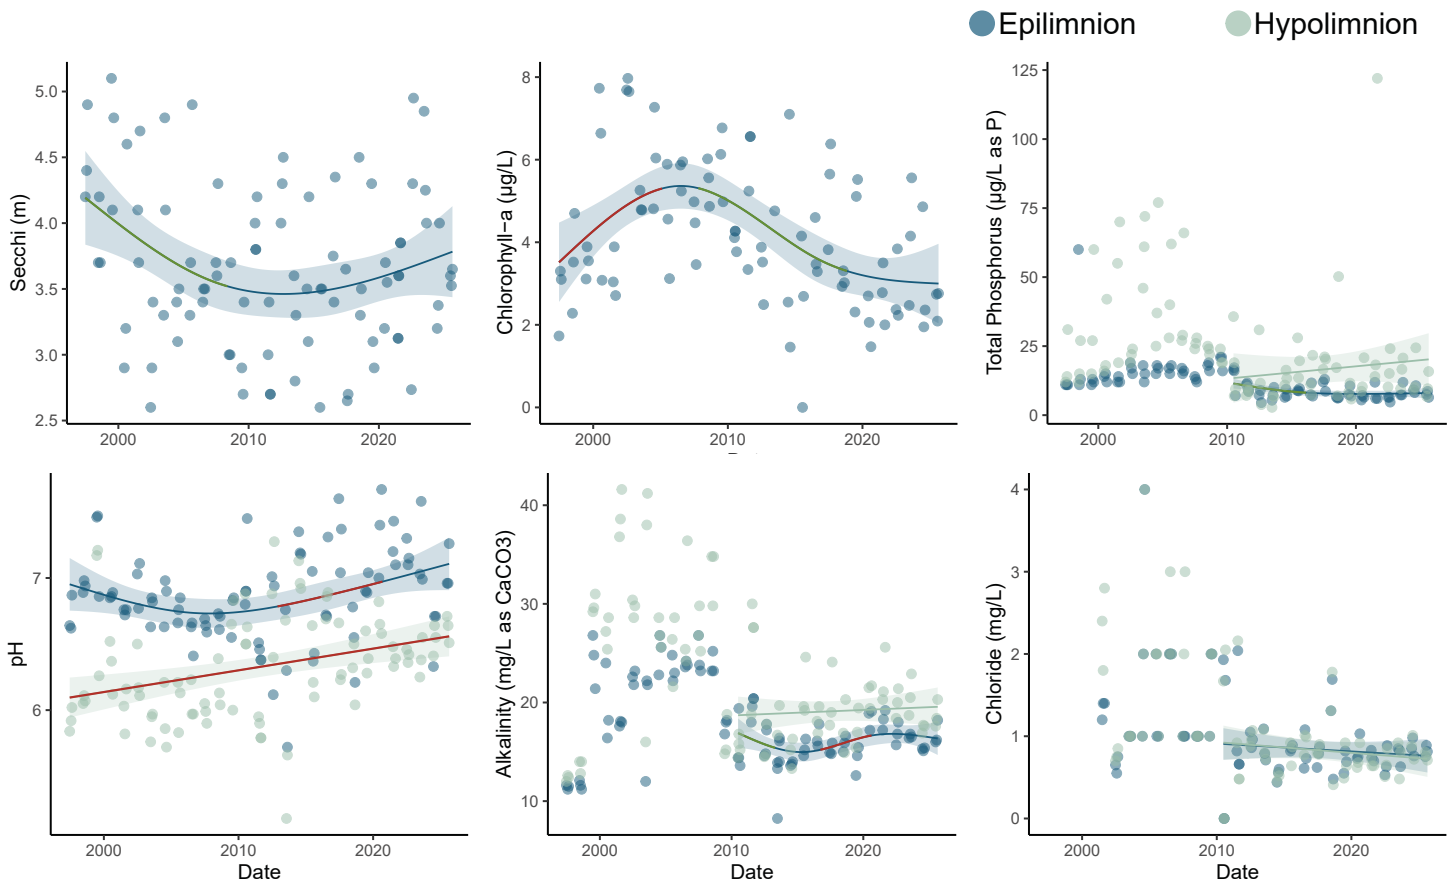 Epilimnion Hypolimnion
Secchi (m)
5.0
4.5
4.0
3.5
3.0
2.5
2000 2010 2020
Chlorophyll−a (µg/L)
8
6
4
2
0
2000 2010 2020
Total Phosphorus (µg/L as P)
125
100
75
50
25
0
2000 2010 2020
pH
7
6
2000 2010 2020
Date
Alkalinity (mg/L as CaCO3)
40
30
20
10
2000 2010 2020
Date
Chloride (mg/L)
4
3
2
1
0
2000 2010 2020
Date